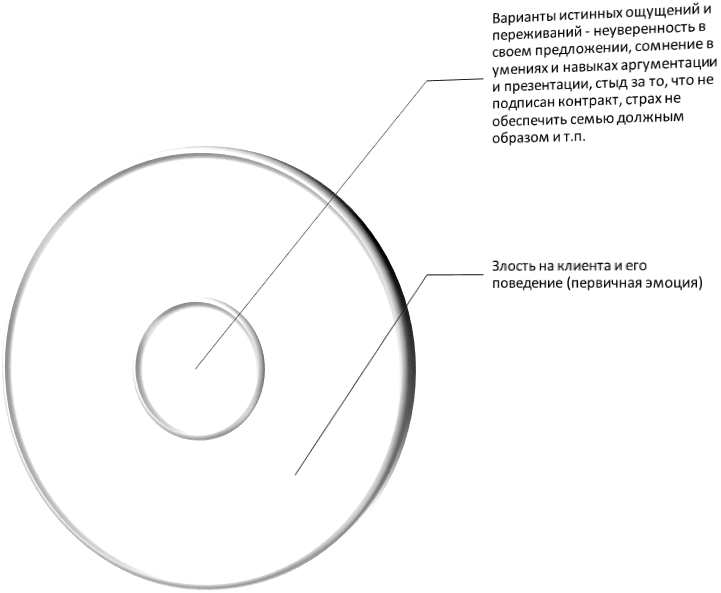 Варианты истинных ощущений и
переживаний - неуверенность в
своем предложении, сомнение в
умениях и навыках аргументации
и презентации, стыд за то, что не
подписан контракт, страх не
обеспечить семью должным
образом и т.п.
Злость на клиента и его
поведение (первичная эмоция)